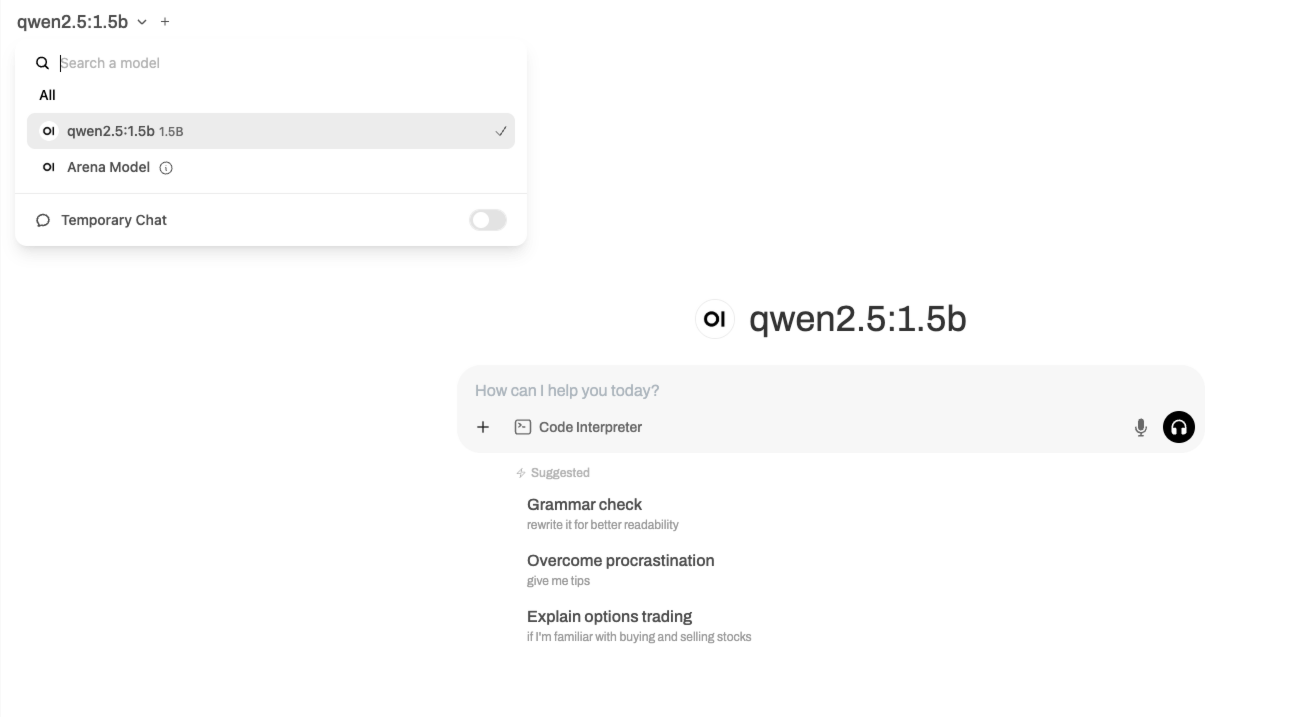 qwen2.5:1.5b
Search a model
All
OI qwen2.5:1.5b 1.5B
OI Arena Model
Temporary Chat
OI qwen2.5:1.5b
How can I help you today?
Code Interpreter
Suggested
Grammar check
rewrite it for better readability
Overcome procrastination
give me tips
Explain options trading
if I'm familiar with buying and selling stocks